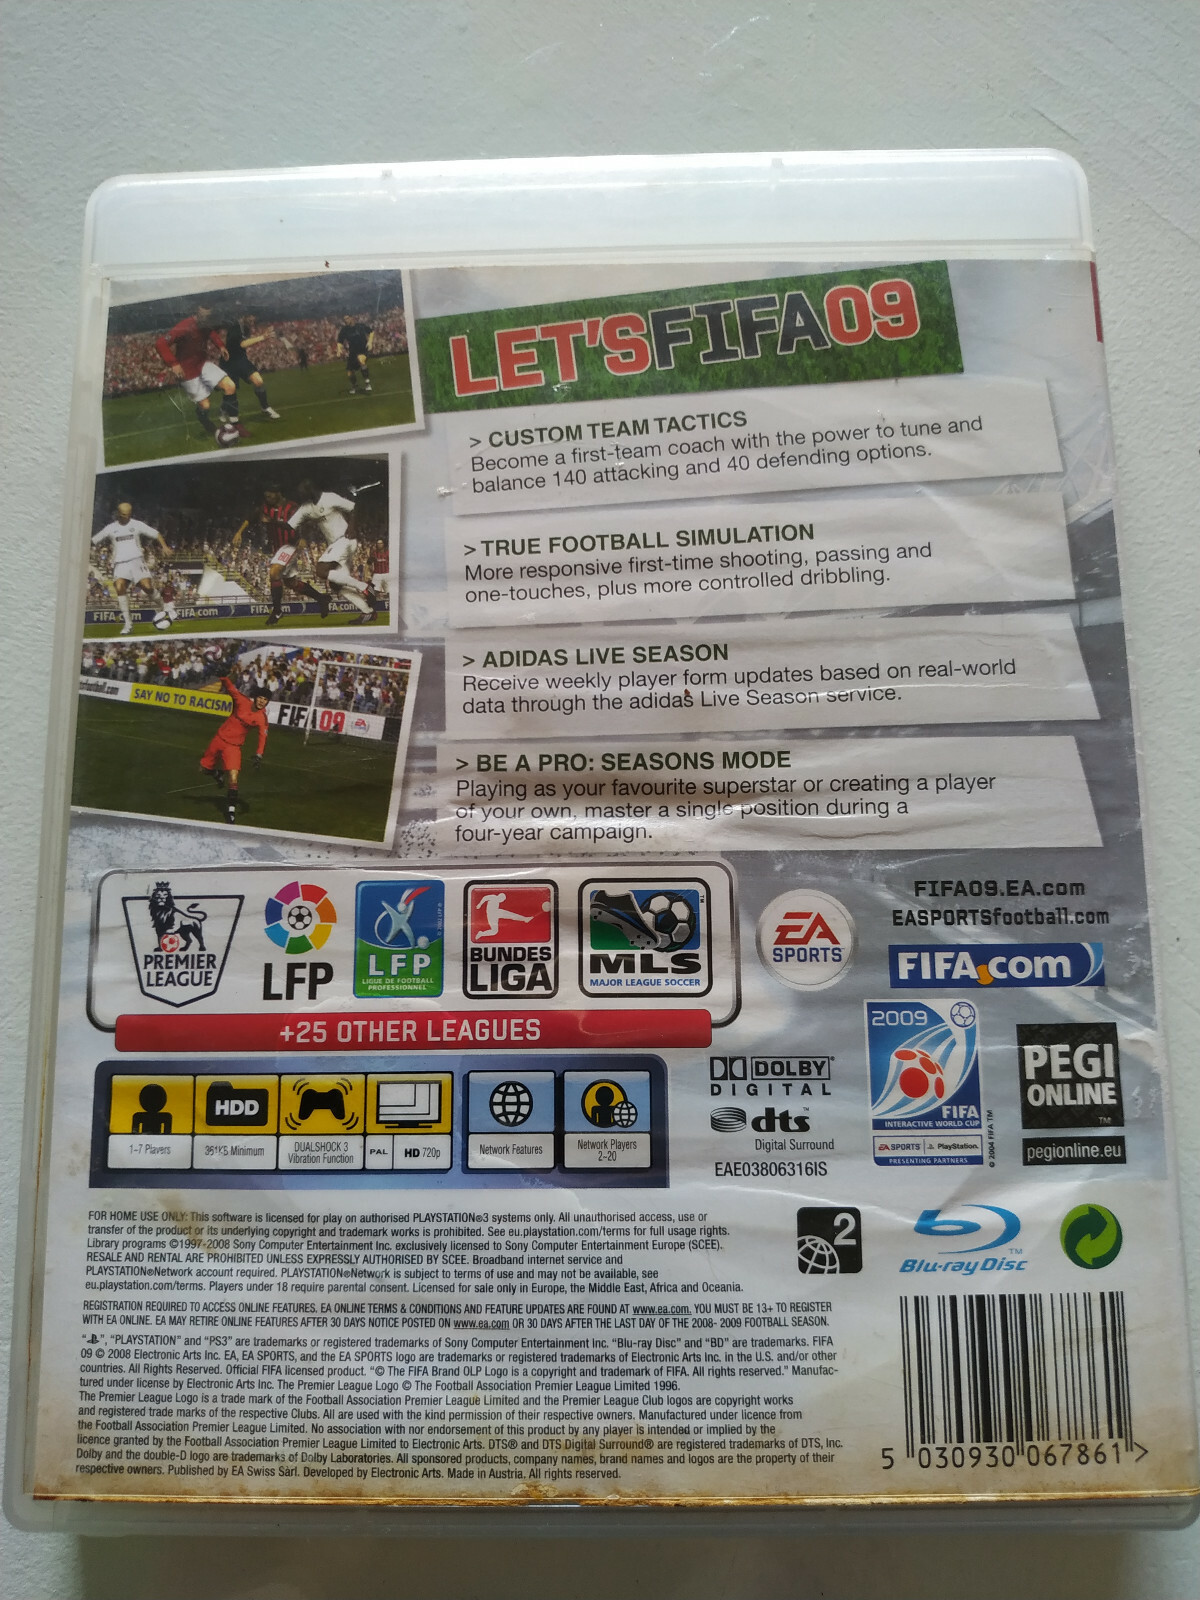 LET'S FIFA 09
> CUSTOM TEAM TACTICS
Become a first-team coach with the power to tune and
balance 140 attacking and 40 defending options.
> TRUE FOOTBALL SIMULATION
More responsive first-time shooting, passing and
one-touches, plus more controlled dribbling.
FIFA.com
FIFA.com
> ADIDAS LIVE SEASON
Receive weekly player form updates based on real-world
data through the adidas Live Season service.
SAY NO TO RACISM
FIFA 09
> BE A PRO: SEASONS MODE
Playing as your favourite superstar or creating a player
of your own, master a single position during a
four-year campaign.
PREMIER
LEAGUE
LFP
LFP
LIGUE DE FOOTBALL
PROFESSIONNEL
BUNDES
LIGA
MLS
MAJOR LEAGUE SOCCER
EA
SPORTS
FIFA09.EA.com
EASPORTSfootball.com
FIFA.com
+25 OTHER LEAGUES
2009
FIFA
INTERACTIVE WORLD CUP
EA SPORTS PlayStation.
PRESENTING PARTNERS
© 2004 FIFA TM
PEGI
ONLINE
TM
pegionline.eu
HDD
1-7 Players
361KB Minimum
DUALSHOCK 3
Vibration Function
PAL
HD 720p
Network Features
Network Players
2-20
DOLBY
DIGITAL
dts
Digital Surround
EAE03806316IS
FOR HOME USE ONLY: This software is licensed for play on authorised PLAYSTATION®3 systems only. All unauthorised access, use or
transfer of the product or its underlying copyright and trademark works is prohibited. See eu.playstation.com/terms for full usage rights.
Library programs ©1997-2008 Sony Computer Entertainment Inc. exclusively licensed to Sony Computer Entertainment Europe (SCEE).
RESALE AND RENTAL ARE PROHIBITED UNLESS EXPRESSLY AUTHORISED BY SCEE. Broadband internet service and
PLAYSTATION®Network account required. PLAYSTATION®Network is subject to terms of use and may not be available, see
eu.playstation.com/terms. Players under 18 require parental consent. Licensed for sale only in Europe, the Middle East, Africa and Oceania.
2
Blu-ray Disc
TM
REGISTRATION REQUIRED TO ACCESS ONLINE FEATURES. EA ONLINE TERMS & CONDITIONS AND FEATURE UPDATES ARE FOUND AT www.ea.com. YOU MUST BE 13+ TO REGISTER
WITH EA ONLINE. EA MAY RETIRE ONLINE FEATURES AFTER 30 DAYS NOTICE POSTED ON www.ea.com OR 30 DAYS AFTER THE LAST DAY OF THE 2008- 2009 FOOTBALL SEASON.
"", "PLAYSTATION" and "PS3" are trademarks or registered trademarks of Sony Computer Entertainment Inc. "Blu-ray Disc" and "BD" are trademarks. FIFA
09 © 2008 Electronic Arts Inc. EA, EA SPORTS, and the EA SPORTS logo are trademarks or registered trademarks of Electronic Arts Inc. in the U.S. and/or other
countries. All Rights Reserved. Official FIFA licensed product. "© The FIFA Brand OLP Logo is a copyright and trademark of FIFA. All rights reserved." Manufac-
tured under license by Electronic Arts Inc. The Premier League Logo © The Football Association Premier League Limited 1996.
The Premier League Logo is a trade mark of the Football Association Premier League Limited and the Premier League Club logos are copyright works
and registered trade marks of the respective Clubs. All are used with the kind permission of their respective owners. Manufactured under licence from
the Football Association Premier League Limited. No association with nor endorsement of this product by any player is intended or implied by the
licence granted by the Football Association Premier League Limited to Electronic Arts. DTS® and DTS Digital Surround® are registered trademarks of DTS, Inc.
Dolby and the double-D logo are trademarks of Dolby Laboratories. All sponsored products, company names, brand names and logos are the property of their
respective owners. Published by EA Swiss Sàrl. Developed by Electronic Arts. Made in Austria. All rights reserved.
5 030930 067861 >